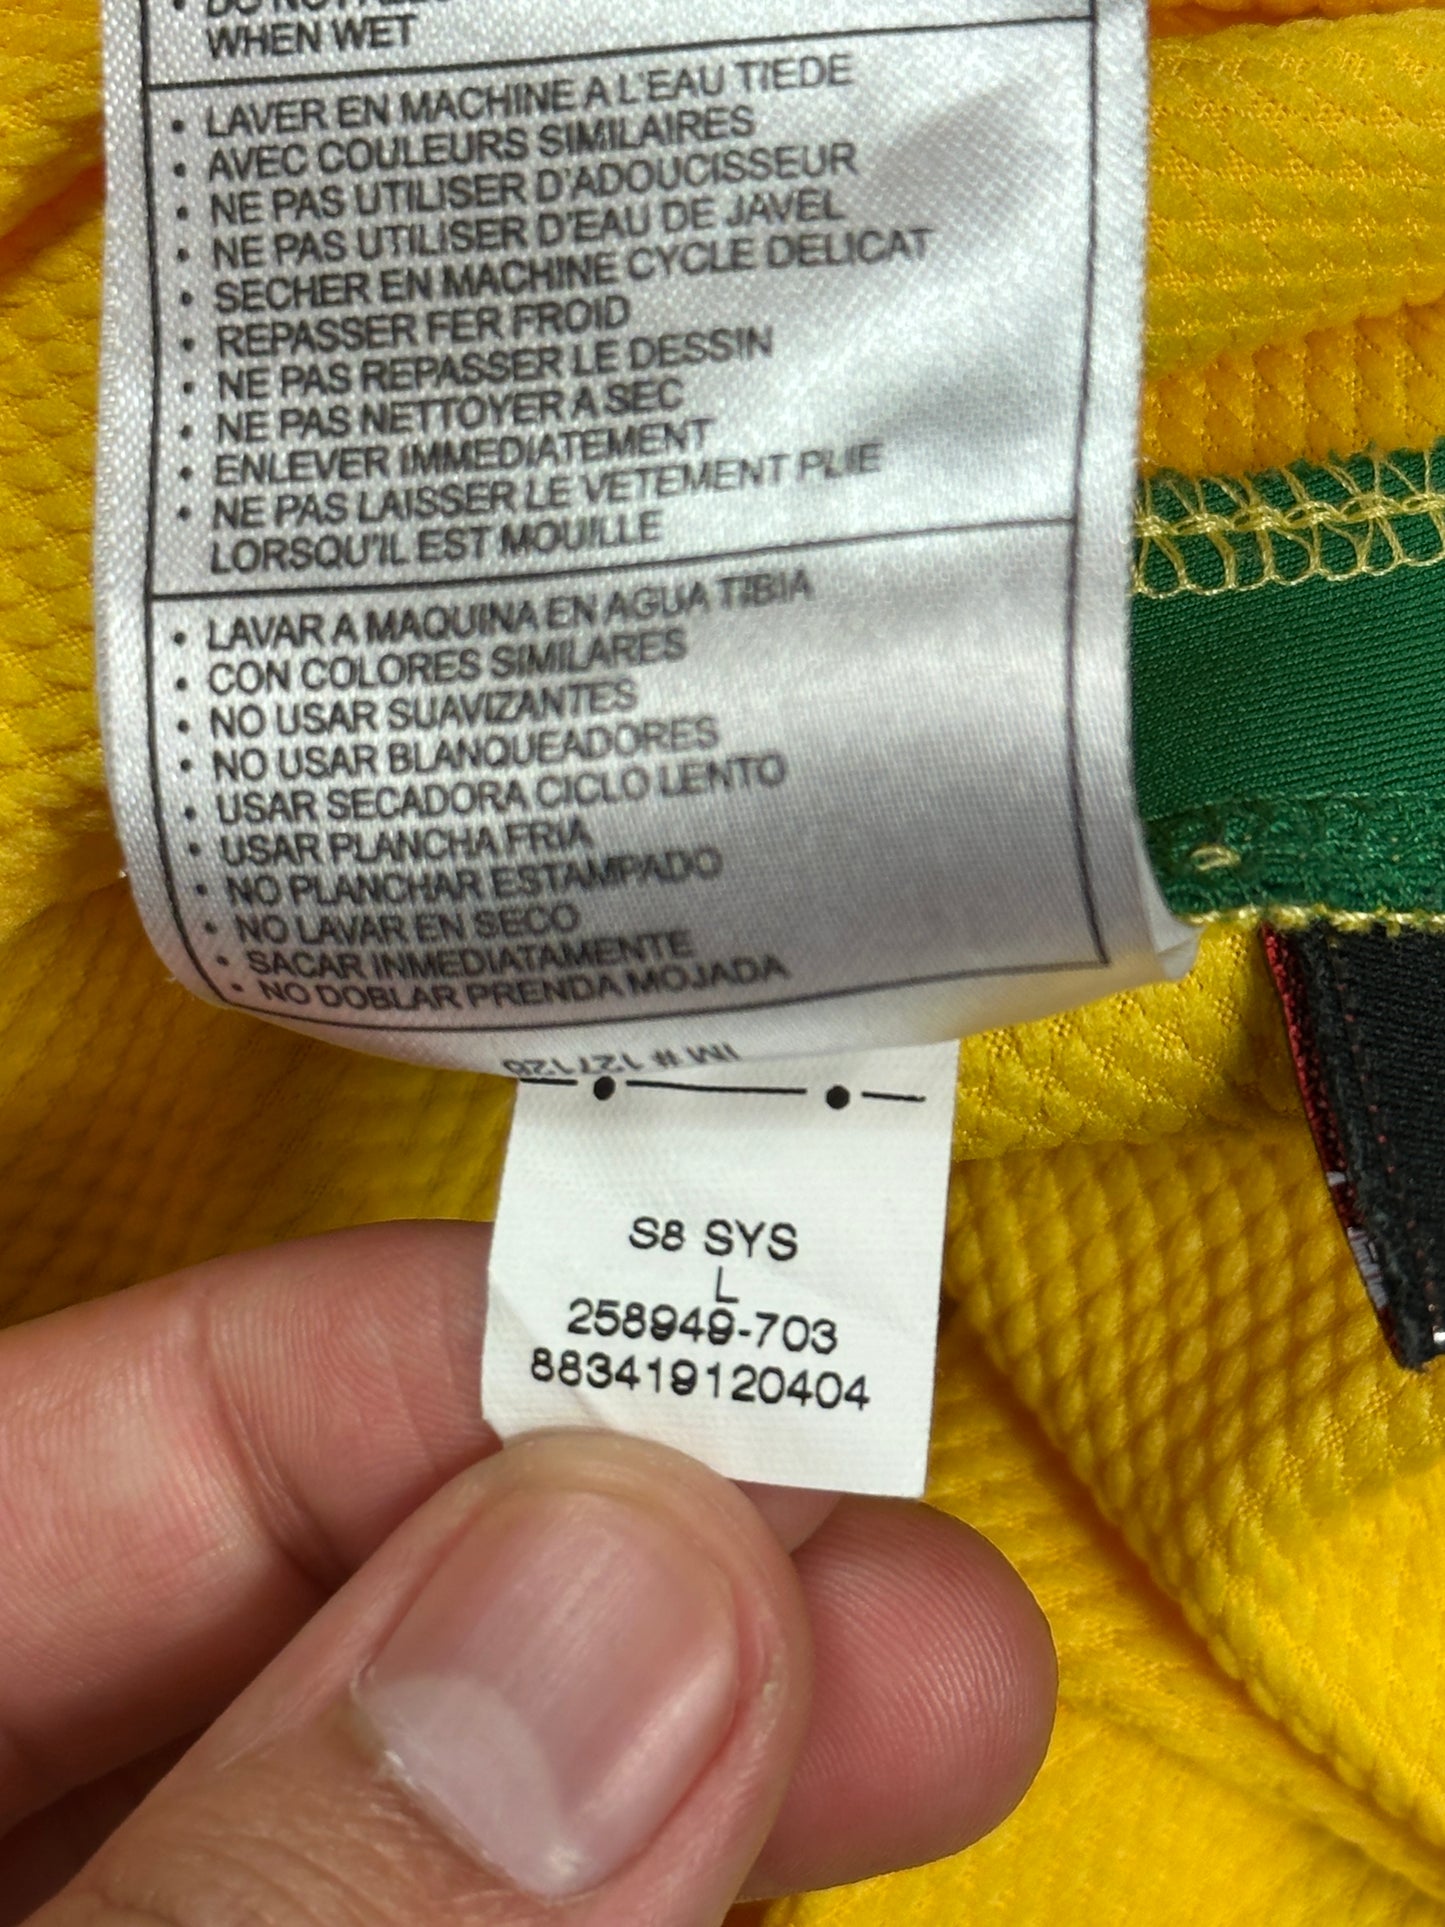 • DO NOT
WHEN WET
• LAVER EN MACHINE A L'EAU TIEDE
• AVEC COULEURS SIMILAIRES
• NE PAS UTILISER D'ADOUCISSEUR
• NE PAS UTILISER D'EAU DE JAVEL
• SECHER EN MACHINE CYCLE DELICAT
• REPASSER FER FROID
• NE PAS REPASSER LE DESSIN
• NE PAS NETTOYER A SEC
• ENLEVER IMMEDIATEMENT
• NE PAS LAISSER LE VETEMENT PLIE
LORSQU'IL EST MOUILLE
• LAVAR A MAQUINA EN AGUA TIBIA
• CON COLORES SIMILARES
• NO USAR SUAVIZANTES
• NO USAR BLANQUEADORES
• USAR SECADORA CICLO LENTO
• USAR PLANCHA FRIA
• NO PLANCHAR ESTAMPADO
• NO LAVAR EN SECO
• SACAR INMEDIATAMENTE
• NO DOBLAR PRENDA MOJADA
IM # 127126
S8 SYS
L
258949-703
883419120404